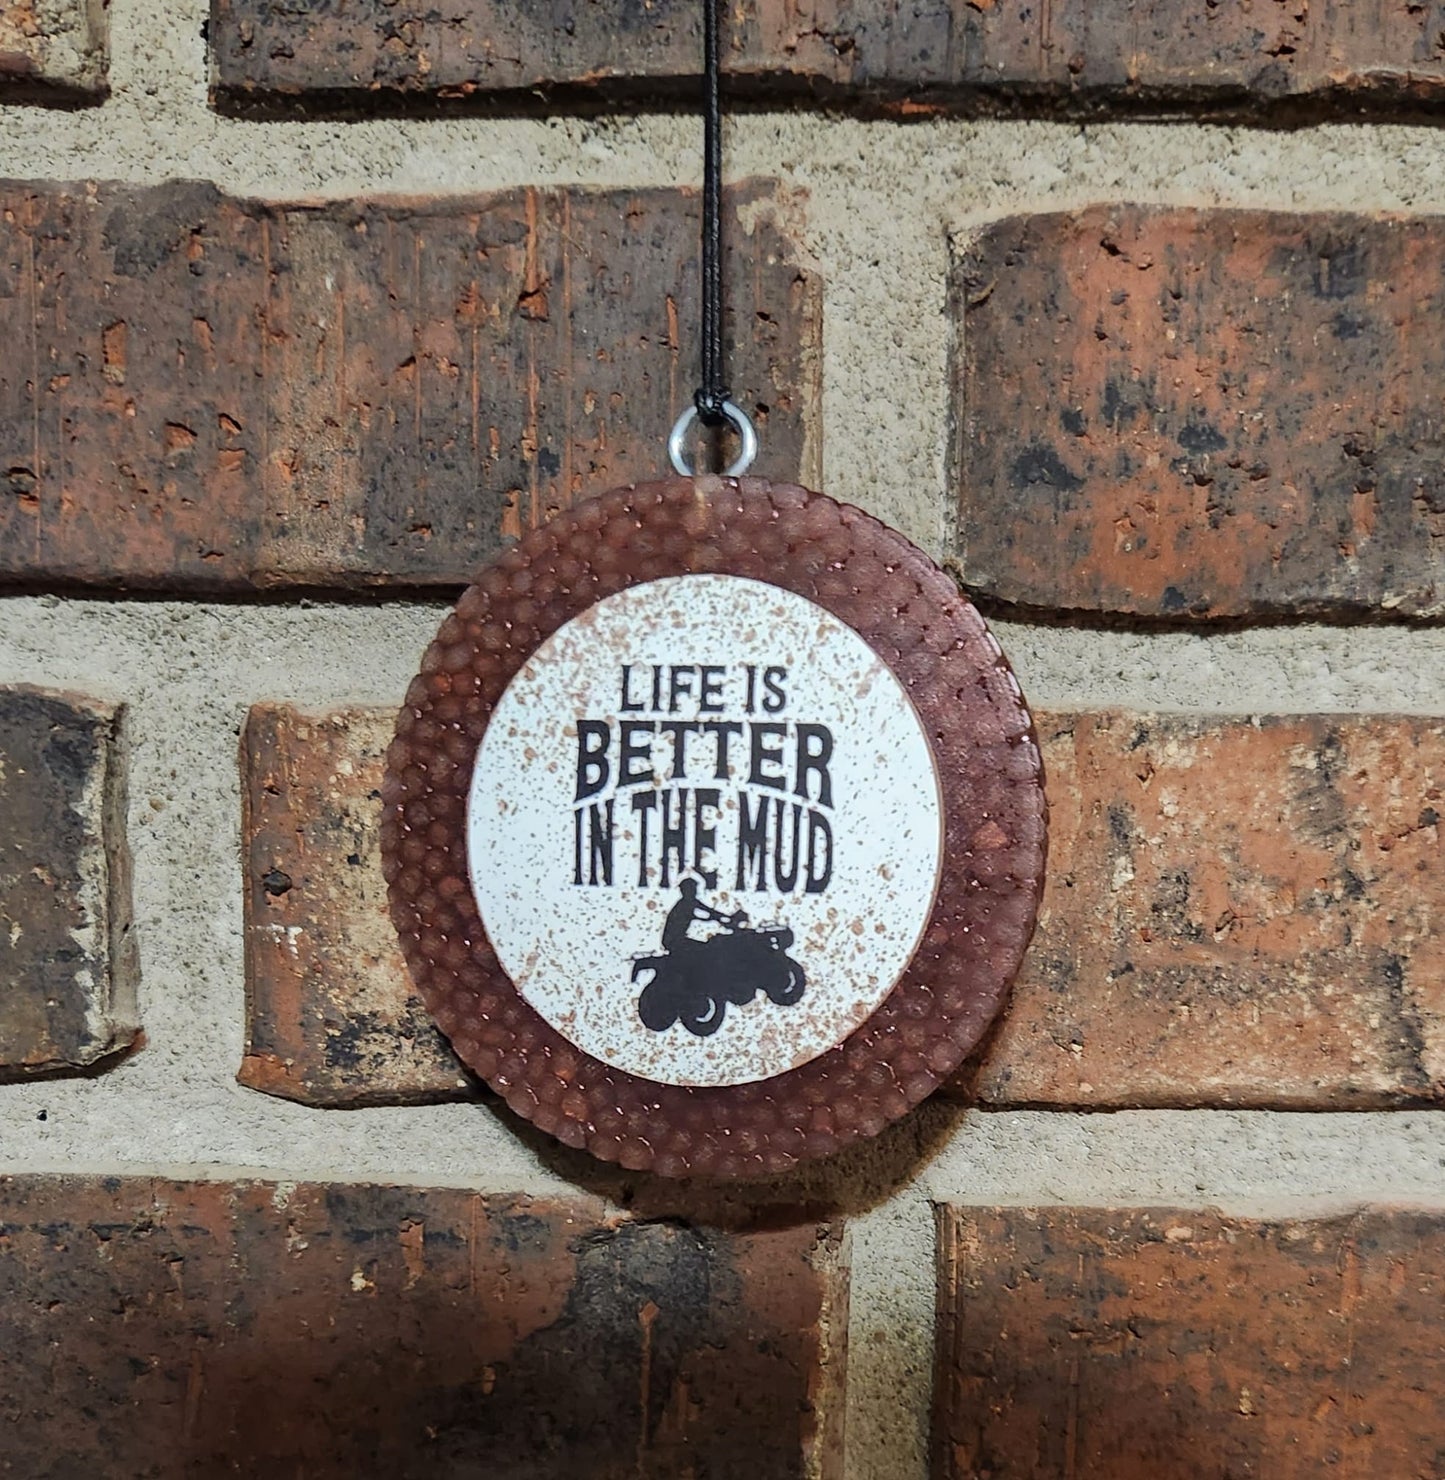 LIFE IS
BETTER
IN THE MUD